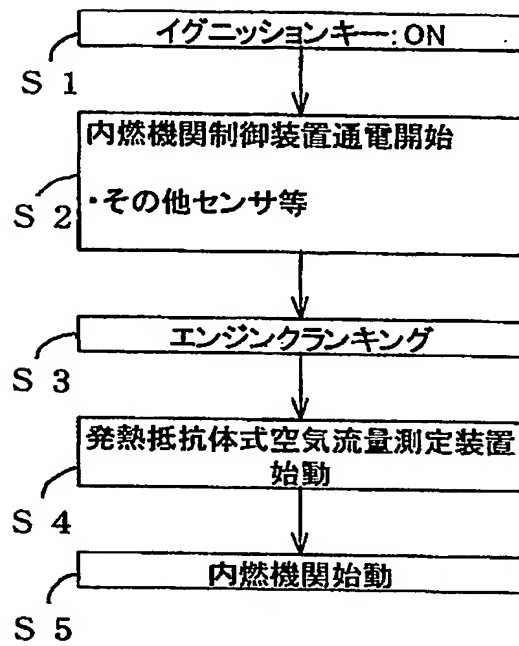 イグニッションキー:ON
S 1
内燃機関制御装置通電開始
・その他センサ等
S 2
エンジンクランキング
S 3
発熱抵抗体式空気流量測定装置
始動
S 4
内燃機関始動
S 5